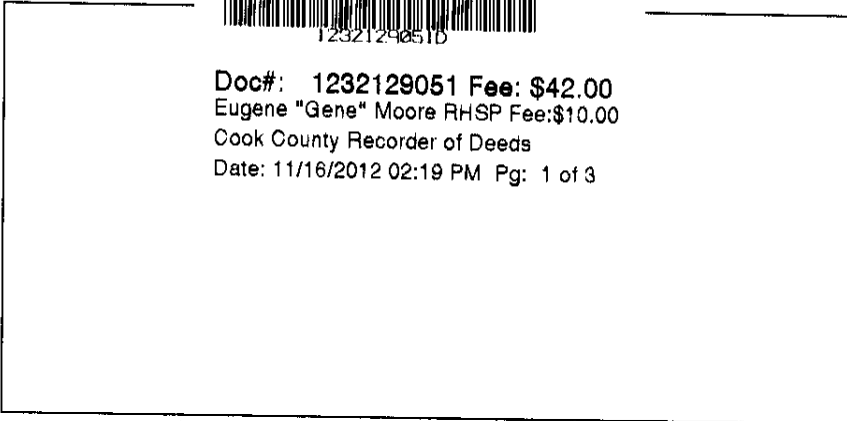 1232129051D
Doc#: 1232129051 Fee: $42.00
Eugene "Gene" Moore RHSP Fee:$10.00
Cook County Recorder of Deeds
Date: 11/16/2012 02:19 PM Pg: 1 of 3